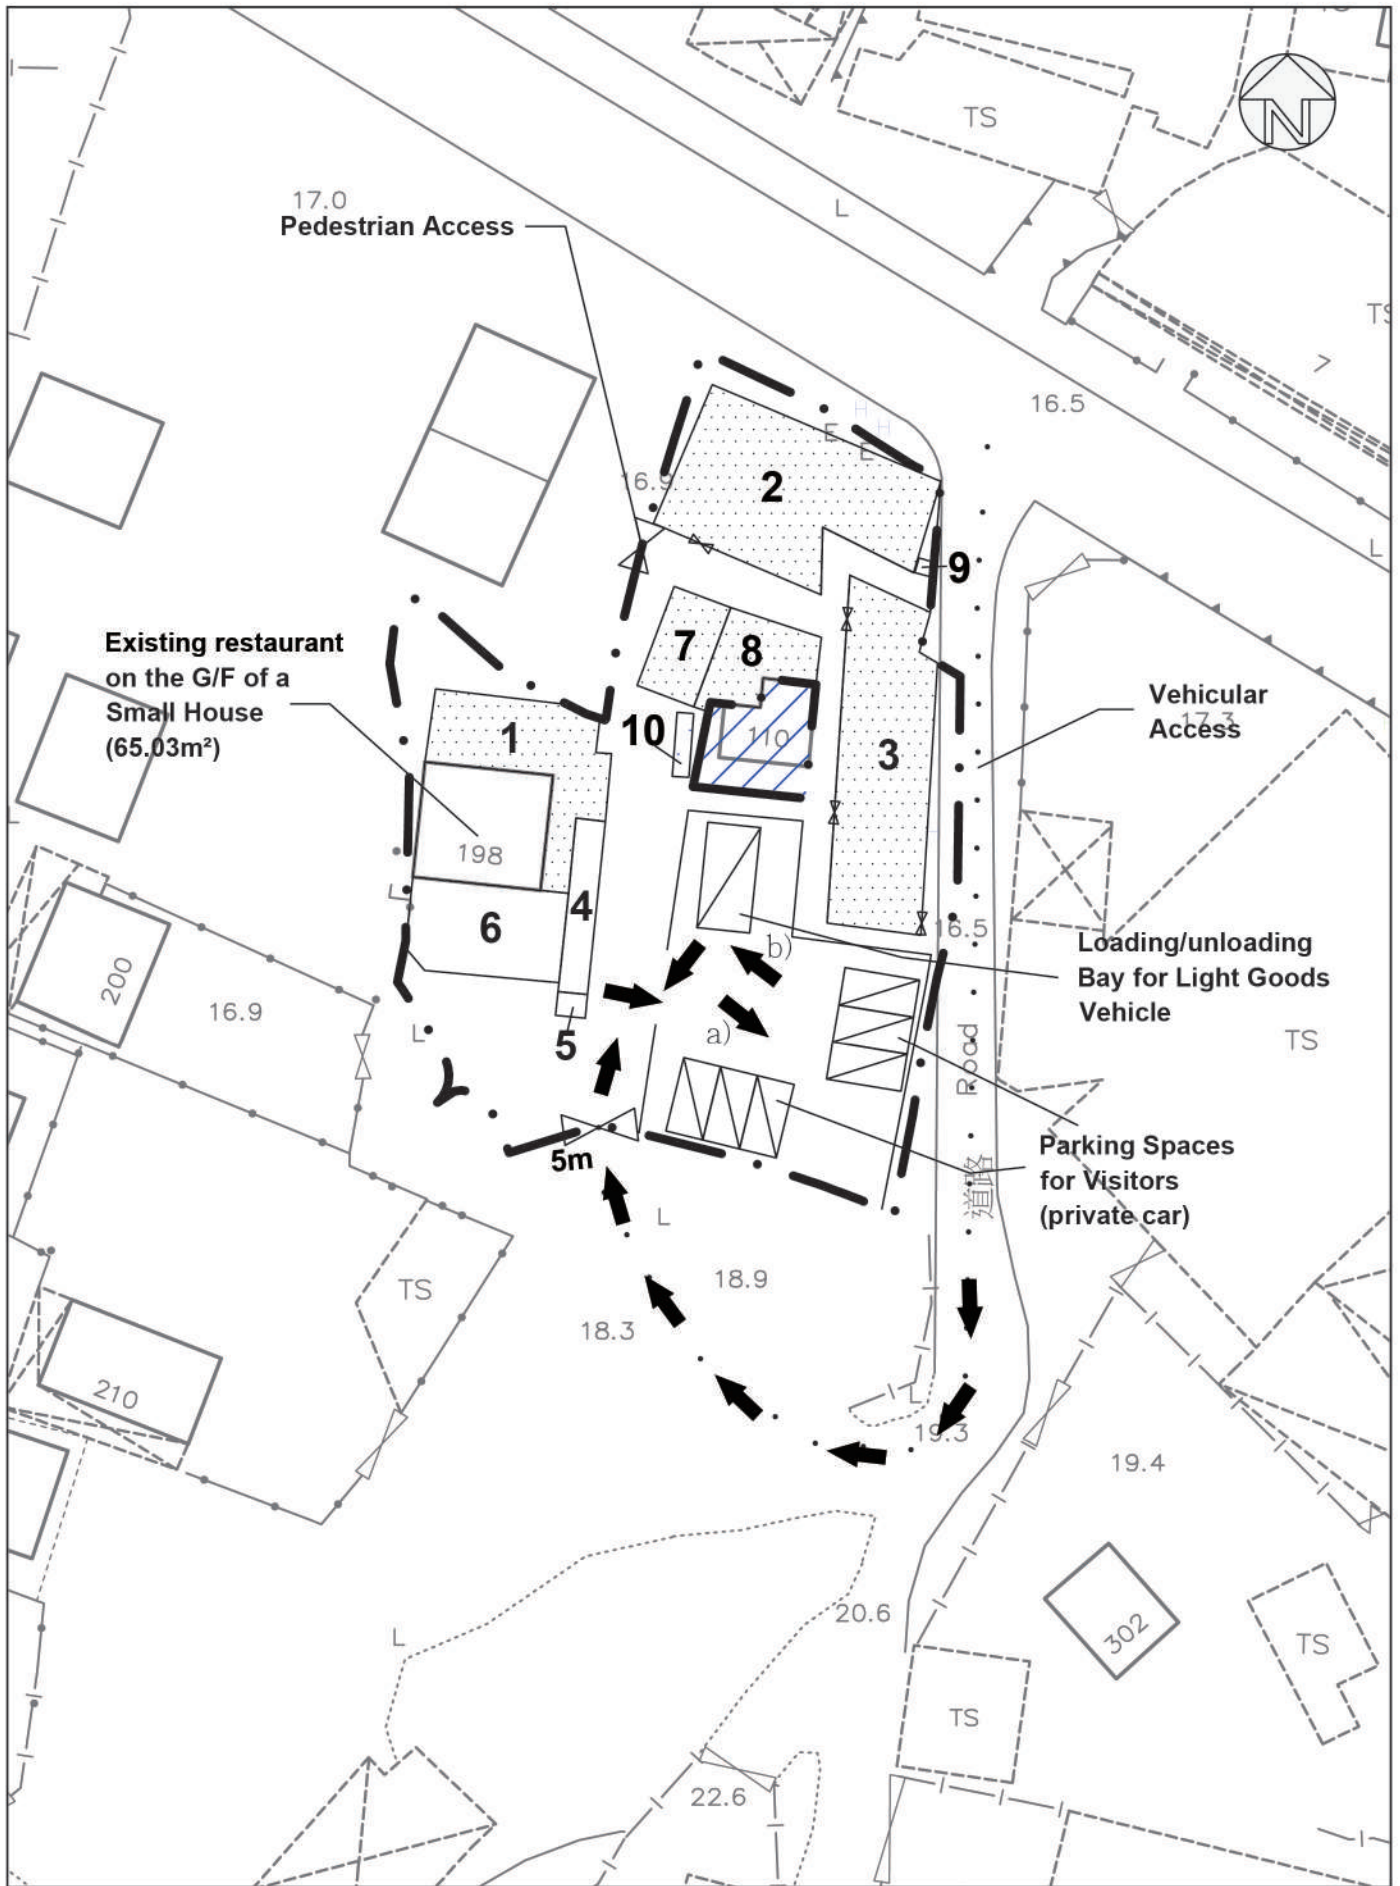 TS
N
17.0
L
Pedestrian Access
TS
7
16.5
H
H
E
E
2
16.9
L
9
Existing restaurant
on the G/F of a
Small House
(65.03m²)
7
8
Vehicular
Access
17.3
1
10
110
3
198
L
6
4
b)
16.5
Loading/unloading
Bay for Light Goods
Vehicle
200
16.9
L
5
a)
Road
道路
TS
5m
Parking Spaces
for Visitors
(private car)
L
TS
18.9
18.3
210
L
19.3
19.4
20.6
L
302
TS
TS
22.6